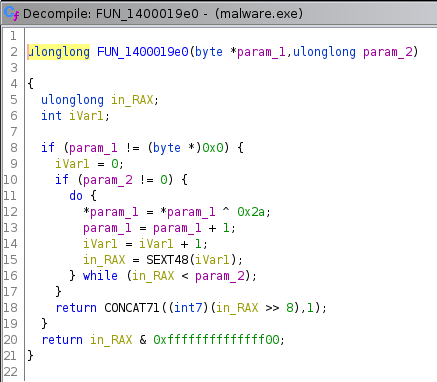 Decompile: FUN_1400019e0 - (malware.exe)
1
2 ulonglong FUN_1400019e0(byte *param_1,ulonglong param_2)
3
4 {
5 ulonglong in_RAX;
6 int iVar1;
7
8 if (param_1 != (byte *)0x0) {
9 iVar1 = 0;
10 if (param_2 != 0) {
11 do {
12 *param_1 = *param_1 ^ 0x2a;
13 param_1 = param_1 + 1;
14 iVar1 = iVar1 + 1;
15 in_RAX = SEXT48(iVar1);
16 } while (in_RAX < param_2);
17 }
18 return CONCAT71((int7)(in_RAX >> 8),1);
19 }
20 return in_RAX & 0xffffffffffffff00;
21 }
22